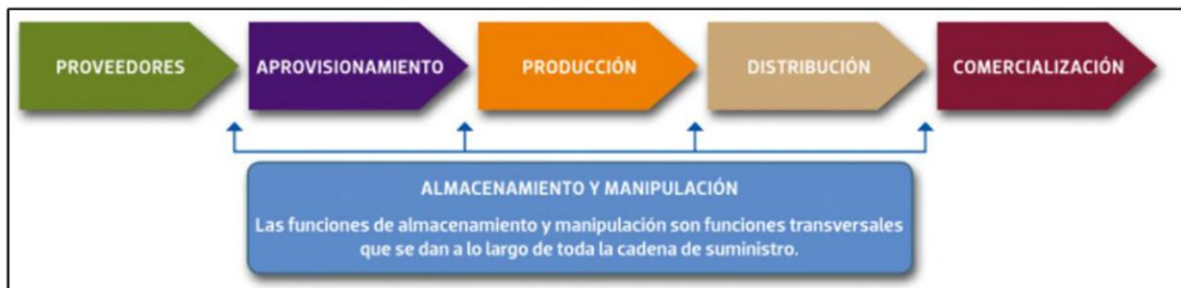 PROVEEDORES
APROVISIONAMIENTO
PRODUCCIÓN
DISTRIBUCIÓN
COMERCIALIZACIÓN
ALMACENAMIENTO Y MANIPULACIÓN
Las funciones de almacenamiento y manipulación son funciones transversales
que se dan a lo largo de toda la cadena de suministro.